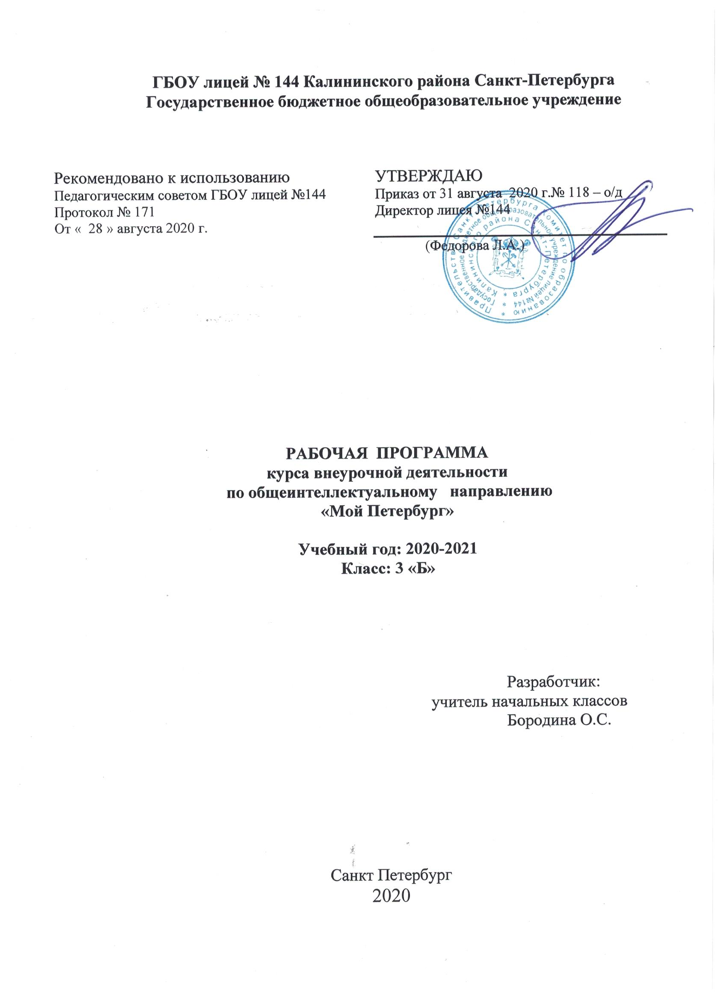 ГБОУ лицей № 144 Калининского района Санкт-Петербурга
Государственное бюджетное общеобразовательное учреждение
Рекомендовано к использованию
Педагогическим советом ГБОУ лицей №144
Протокол № 171
От « 28 » августа 2020 г.
УТВЕРЖДАЮ
Приказ от 31 августа 2020 г.№ 118 – о/д
Директор лицея №144
(Федорова Л.А.)
Правительство Санкт-Петербурга Комитет по образованию *
Государственное бюджетное общеобразовательное учреждение лицей №144 *
Калининского района Санкт-Петербурга *
РАБОЧАЯ ПРОГРАММА
курса внеурочной деятельности
по общеинтеллектуальному направлению
«Мой Петербург»
Учебный год: 2020-2021
Класс: 3 «Б»
Разработчик:
учитель начальных классов
Бородина О.С.
Санкт Петербург
2020